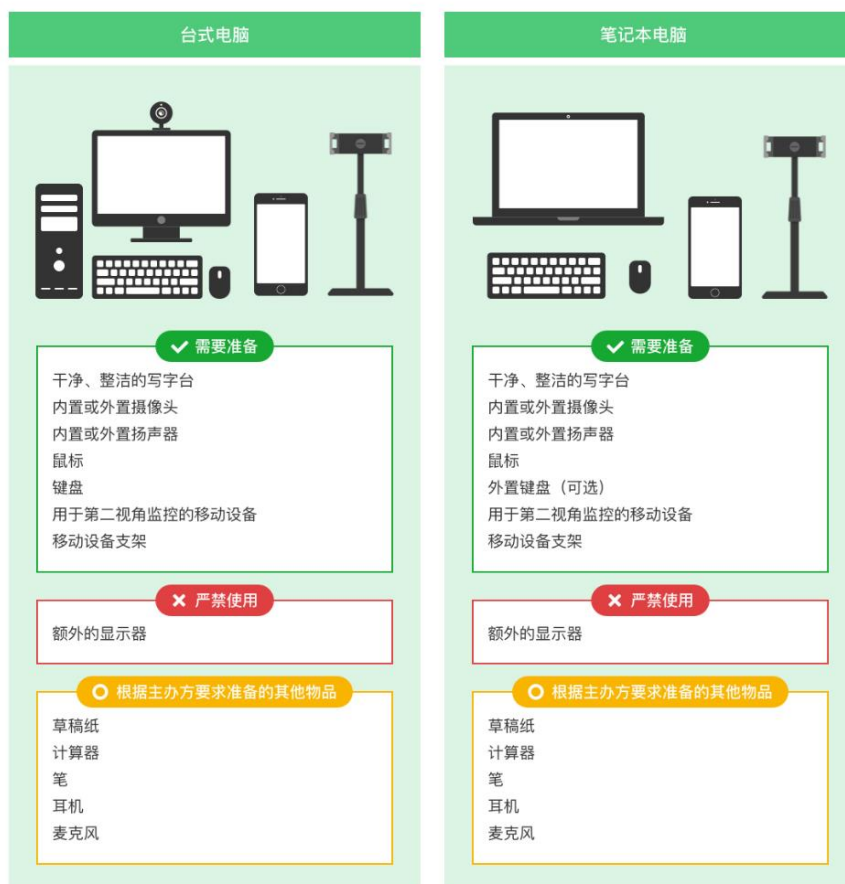 台式电脑
需要准备
干净、整洁的写字台
内置或外置摄像头
内置或外置扬声器
鼠标
键盘
用于第二视角监控的移动设备
移动设备支架
严禁使用
额外的显示器
根据主办方要求准备的其他物品
草稿纸
计算器
笔
耳机
麦克风
笔记本电脑
需要准备
干净、整洁的写字台
内置或外置摄像头
内置或外置扬声器
鼠标
外置键盘（可选）
用于第二视角监控的移动设备
移动设备支架
严禁使用
额外的显示器
根据主办方要求准备的其他物品
草稿纸
计算器
笔
耳机
麦克风